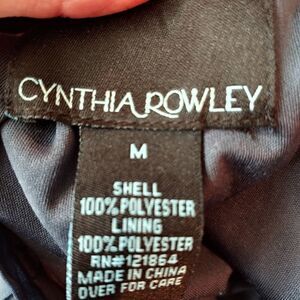 CYNTHIA ROWLEY
M
SHELL
100% POLYESTER
LINING
100% POLYESTER
RN#121864
MADE IN CHINA
OVER FOR CARE